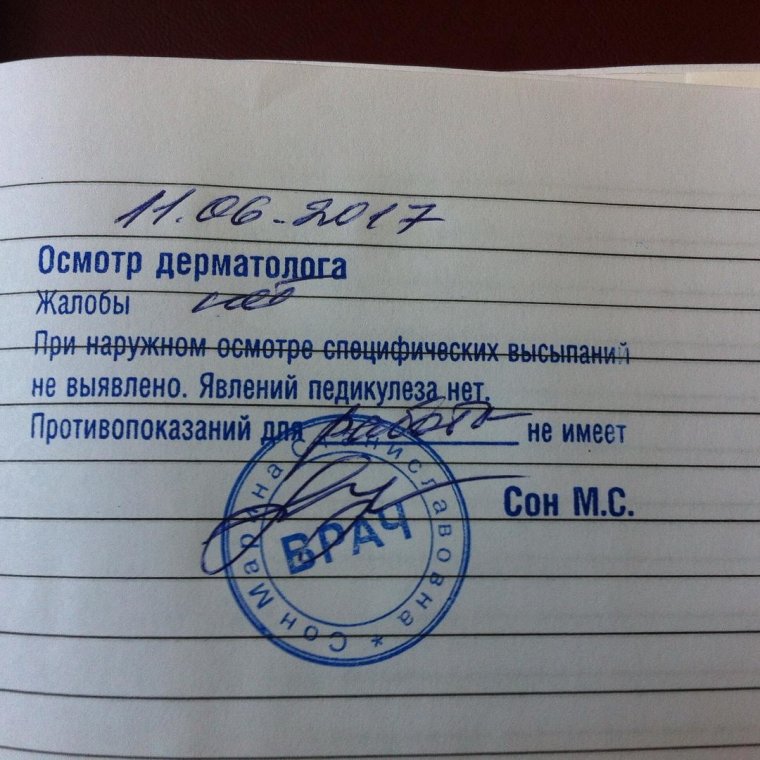 11.06-2017
Осмотр дерматолога
Жалобы нет
При наружном осмотре специфических высыпаний
не выявлено. Явлений педикулеза нет.
Противопоказаний для работы не имеет
Сон М.С.
ВРАЧ
Сон Марина Станиславовна *